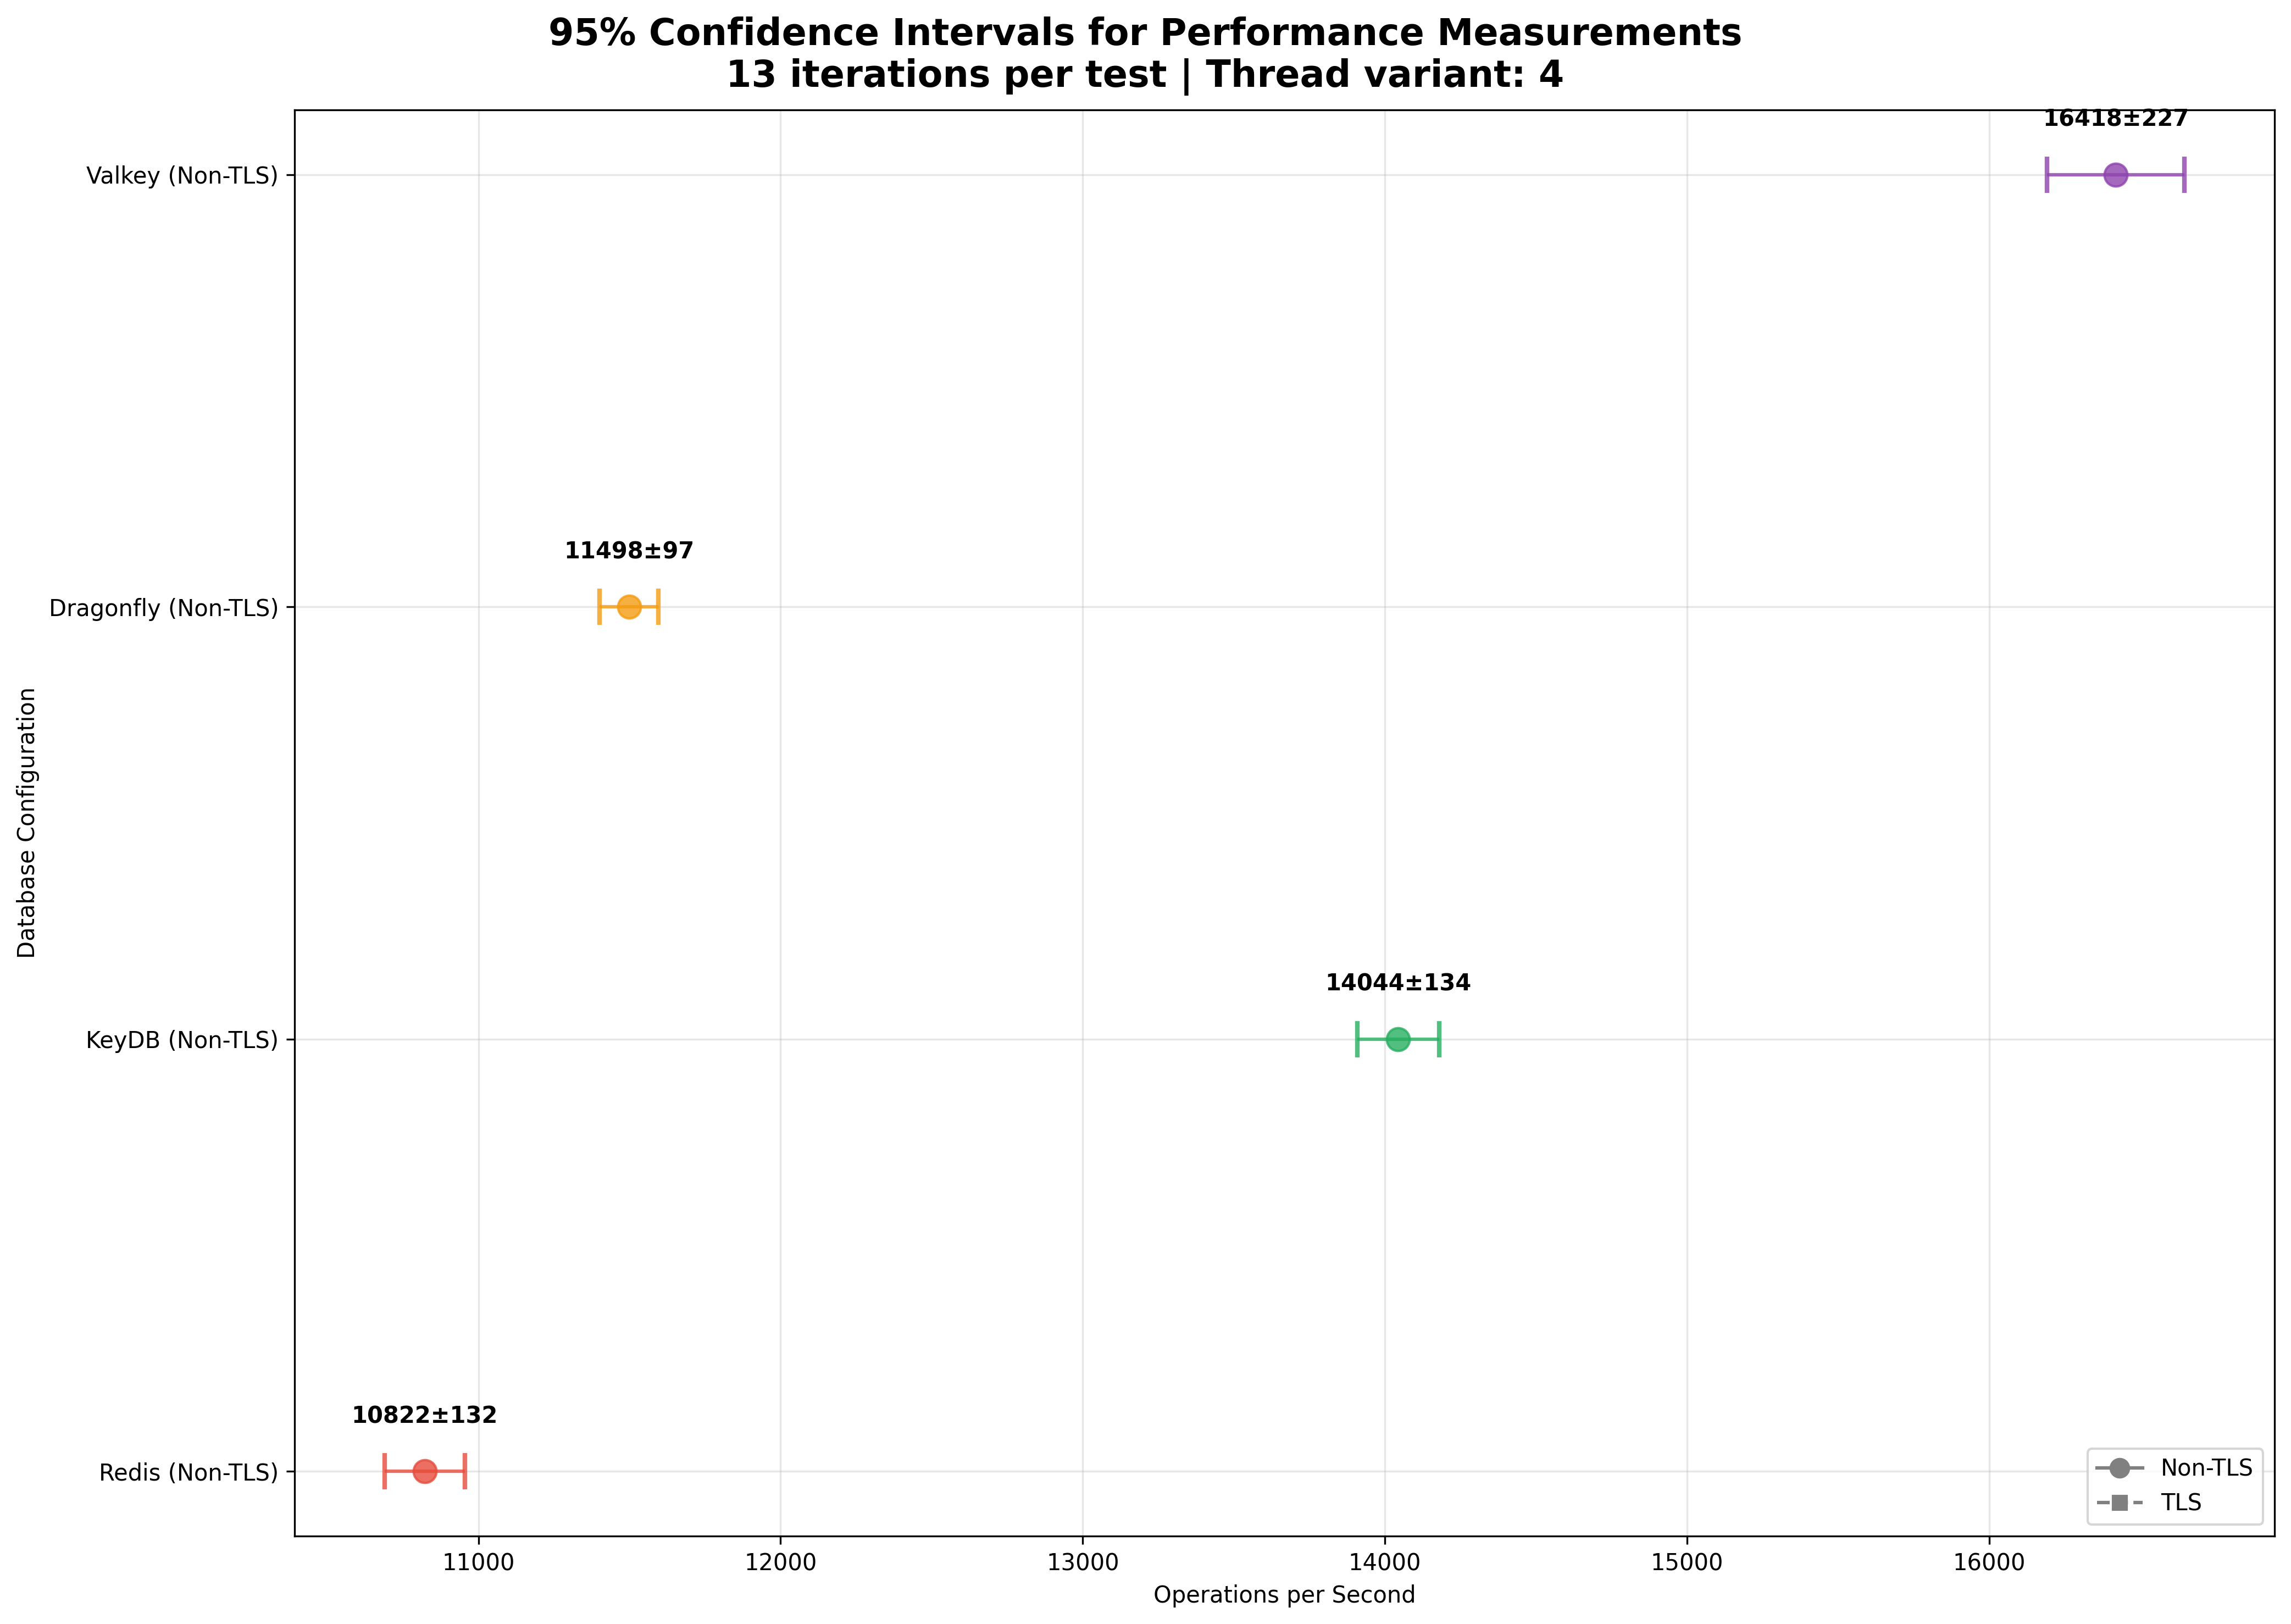 95% Confidence Intervals for Performance Measurements
13 iterations per test | Thread variant: 4
16418±227
Valkey (Non-TLS)
11498±97
Dragonfly (Non-TLS)
Database Configuration
14044±134
KeyDB (Non-TLS)
10822±132
Redis (Non-TLS)
Non-TLS
TLS
11000 12000 13000 14000 15000 16000
Operations per Second